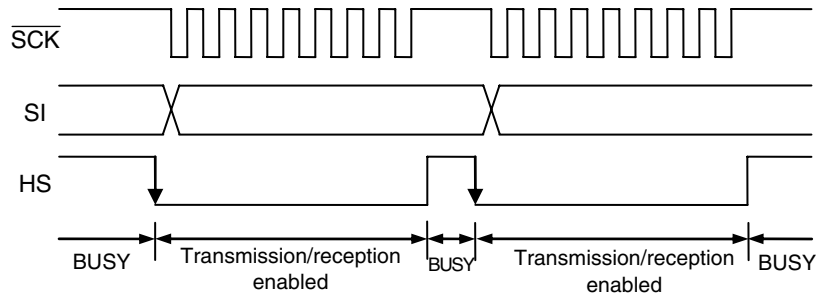 SCK
SI
HS
BUSY
Transmission/reception
enabled
BUSY
Transmission/reception
enabled
BUSY